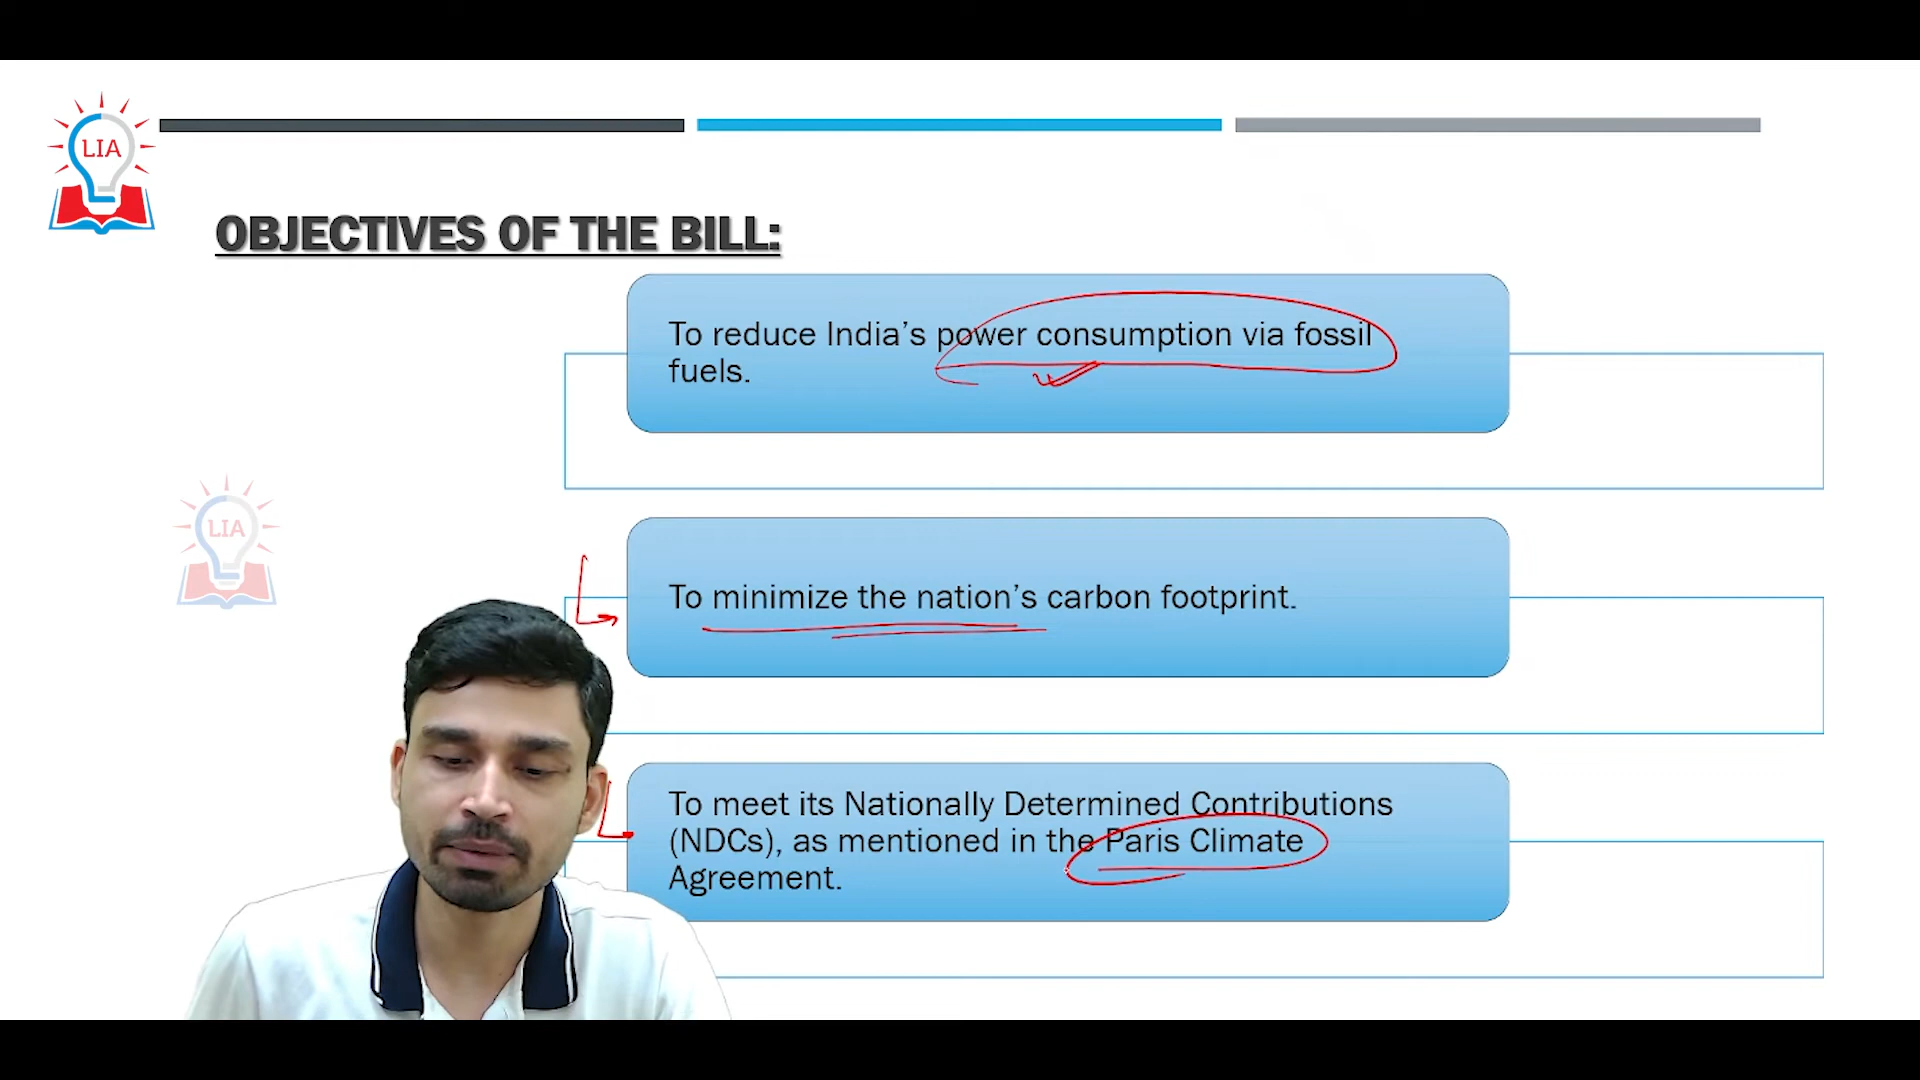 LIA
OBJECTIVES OF THE BILL:
To reduce India’s power consumption via fossil
fuels.
LIA
To minimize the nation’s carbon footprint.
To meet its Nationally Determined Contributions
(NDCs), as mentioned in the Paris Climate
Agreement.